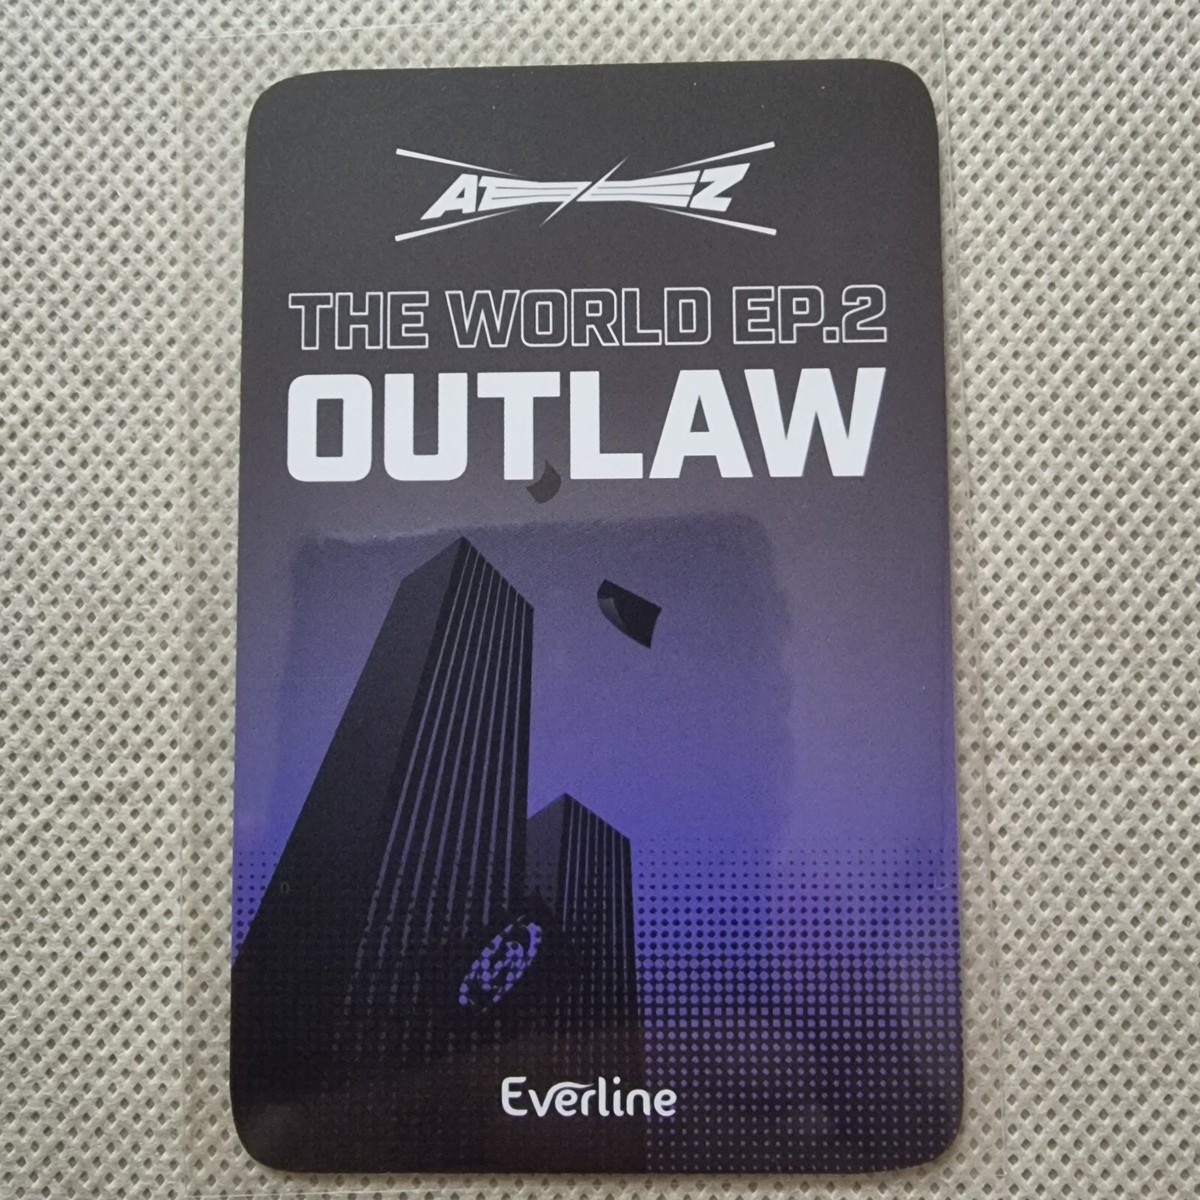 ATEEZ
THE WORLD EP.2
OUTLAW
Everline